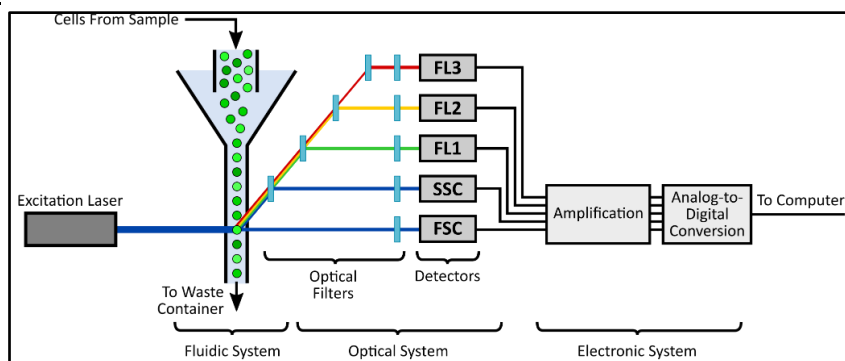 Cells From Sample
FL3
FL2
FL1
SSC
FSC
Excitation Laser
Amplification
Analog-to-
Digital
Conversion
To Computer
To Waste
Container
Optical
Filters
Detectors
Fluidic System
Optical System
Electronic System